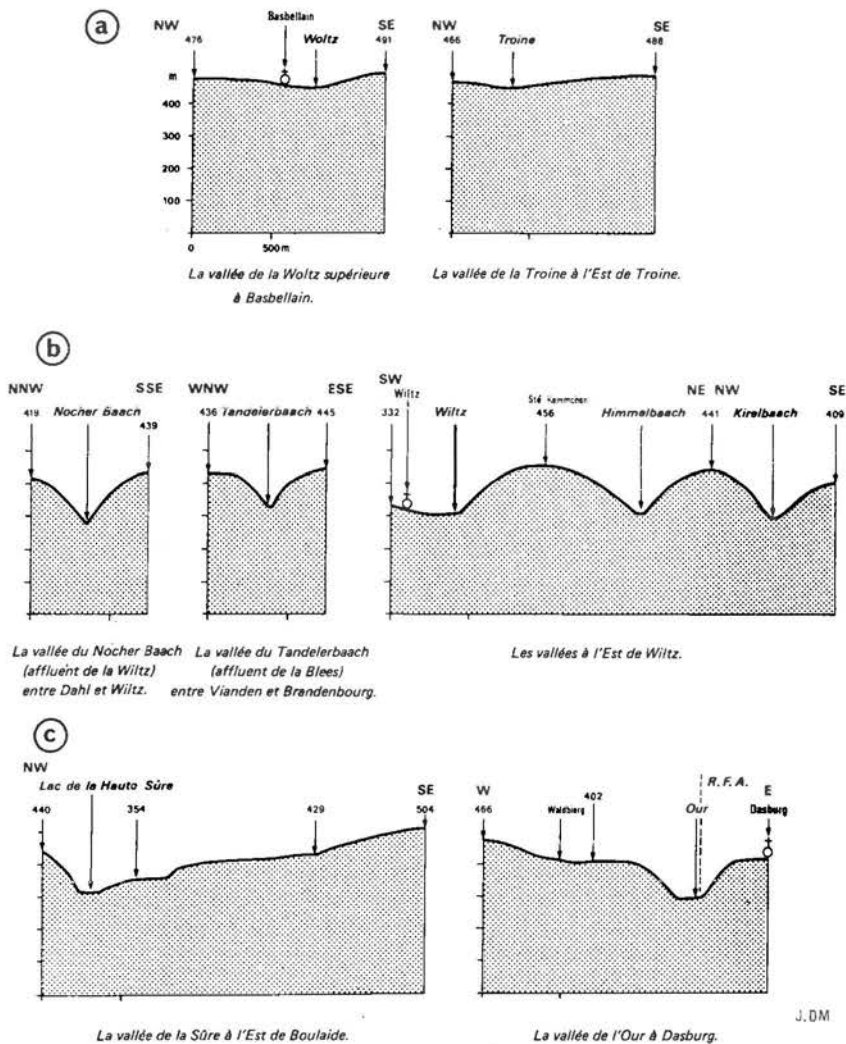 a
NW Basbellain SE
476 Woltz 491
m
400
300
200
100
0 500m
La vallée de la Woltz supérieure
à Basbellain.
NW SE
466 Troine 488
La vallée de la Troine à l'Est de Troine.
b
NNW SSE
419 Nocher Baach
439
La vallée du Nocher Baach
(affluent de la Wiltz)
entre Dahl et Wiltz.
WNW ESE
436 Tandelerbaach 445
La vallée du Tandelerbaach
(affluent de la Blees)
entre Vianden et Brandenbourg.
SW NE NW SE
Wiltz
332 Wiltz 456 Himmelbaach 441 Kirelbaach 409
Les vallées à l'Est de Wiltz.
c
NW
Lac de la Haute Sûre SE
440 354 429 504
La vallée de la Sûre à l'Est de Boulaide.
R.F.A.
W E
466 Waldbierg 402 Our Dasburg
La vallée de l'Our à Dasburg.
J.DM